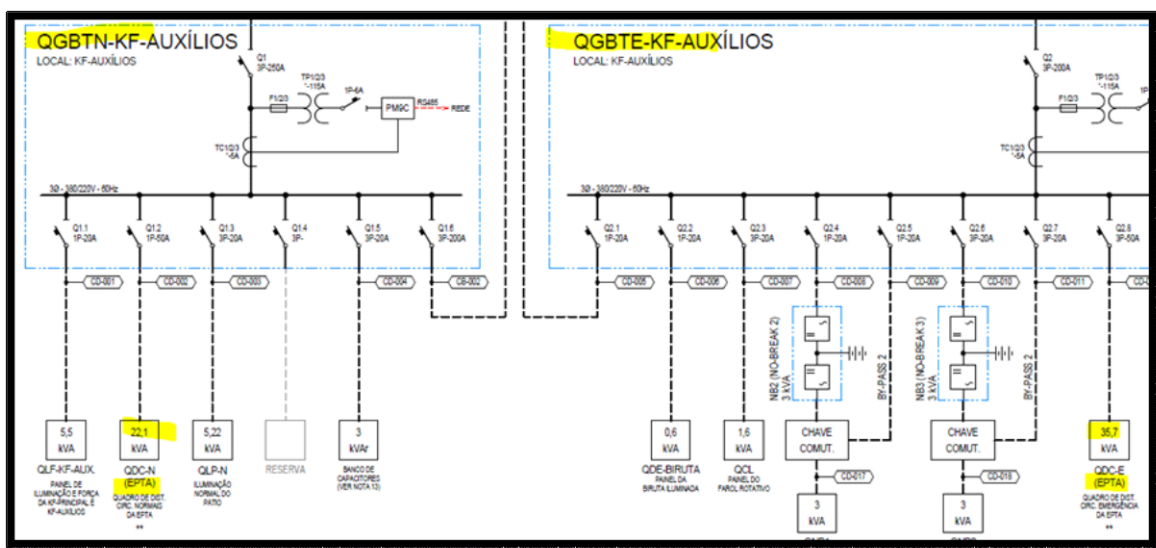 QGBTN-KF-AUXÍLIOS
LOCAL: KF-AUXÍLIOS
Q1
3P-250A
TP1/2/3
*-115A
F1/2/3
1P-6A
PM9C
RS485
REDE
TC1/2/3
*-5A
3Ø - 380/220V - 60Hz
Q1.1
1P-20A
Q1.2
1P-50A
Q1.3
3P-20A
Q1.4
3P-
Q1.5
3P-20A
Q1.6
3P-200A
CD-001
CD-002
CD-003
CD-004
CB-002
5,5
kVA
QLF-KF-AUX.
PAINEL DE
ILUMINAÇÃO E FORÇA
DA KF-PRINCIPAL E
KF-AUXÍLIOS
22,1
kVA
QDC-N
(EPTA)
QUADRO DE DIST.
CIRC. NORMAIS
DA EPTA
**
5,22
kVA
QLP-N
ILUMINAÇÃO
NORMAL DO
PATIO
RESERVA
3
kVAr
BANCO DE
CAPACITORES
(VER NOTA 13)
QGBTE-KF-AUXÍLIOS
LOCAL: KF-AUXÍLIOS
Q2
3P-200A
TP1/2/3
*-115A
F1/2/3
1P-
TC1/2/3
*-5A
3Ø - 380/220V - 60Hz
Q2.1
1P-20A
Q2.2
1P-20A
Q2.3
3P-20A
Q2.4
1P-20A
Q2.5
1P-20A
Q2.6
3P-20A
Q2.7
3P-20A
Q2.8
3P-50A
CD-005
CD-006
CD-007
CD-008
CD-009
CD-010
CD-011
NB2 (NO-BREAK 2)
3 kVA
BY-PASS 2
NB3 (NO-BREAK 3)
3 kVA
BY-PASS 2
0,6
kVA
QDE-BIRUTA
PAINEL DA
BIRUTA ILUMINADA
1,6
kVA
QCL
PAINEL DO
FAROL ROTATIVO
CHAVE
COMUT.
CD-017
3
kVA
CHAVE
COMUT.
CD-018
3
kVA
35,7
kVA
QDC-E
(EPTA)
QUADRO DE DIST.
CIRC. EMERGÊNCIA
DA EPTA
**